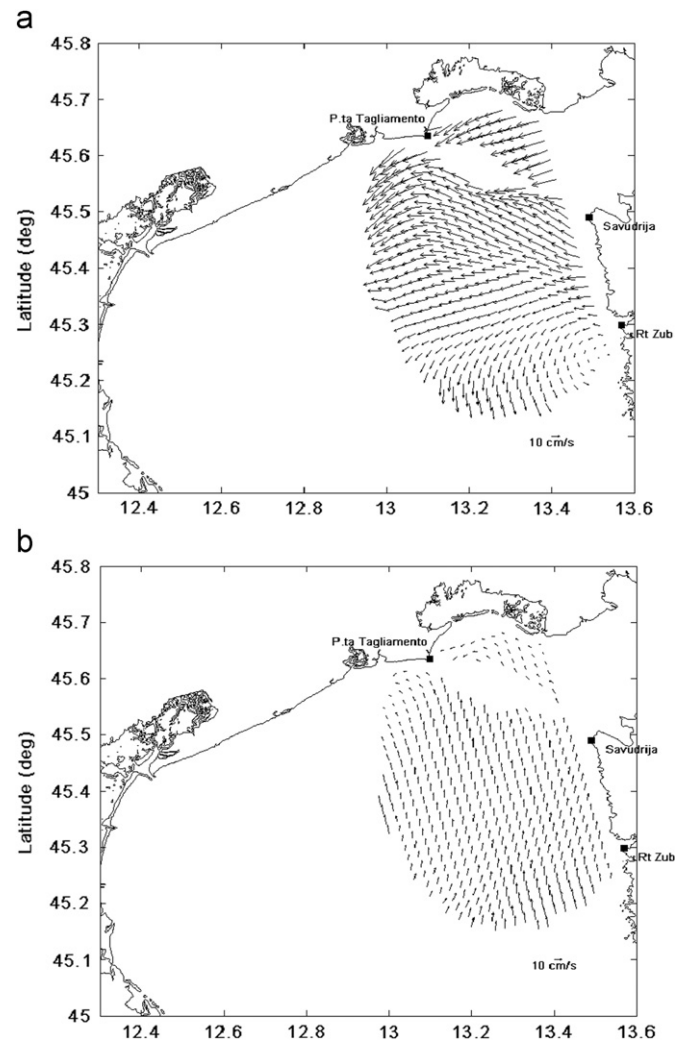 a
45.8
45.7
P.ta Tagliamento
45.6
45.5
Savudrija
45.4
Latitude (deg)
45.3
Rt Zub
45.2
45.1
10 cm/s
45
12.4 12.6 12.8 13 13.2 13.4 13.6
b
45.8
45.7
P.ta Tagliamento
45.6
45.5
Savudrija
45.4
Latitude (deg)
45.3
Rt Zub
45.2
45.1
10 cm/s
45
12.4 12.6 12.8 13 13.2 13.4 13.6